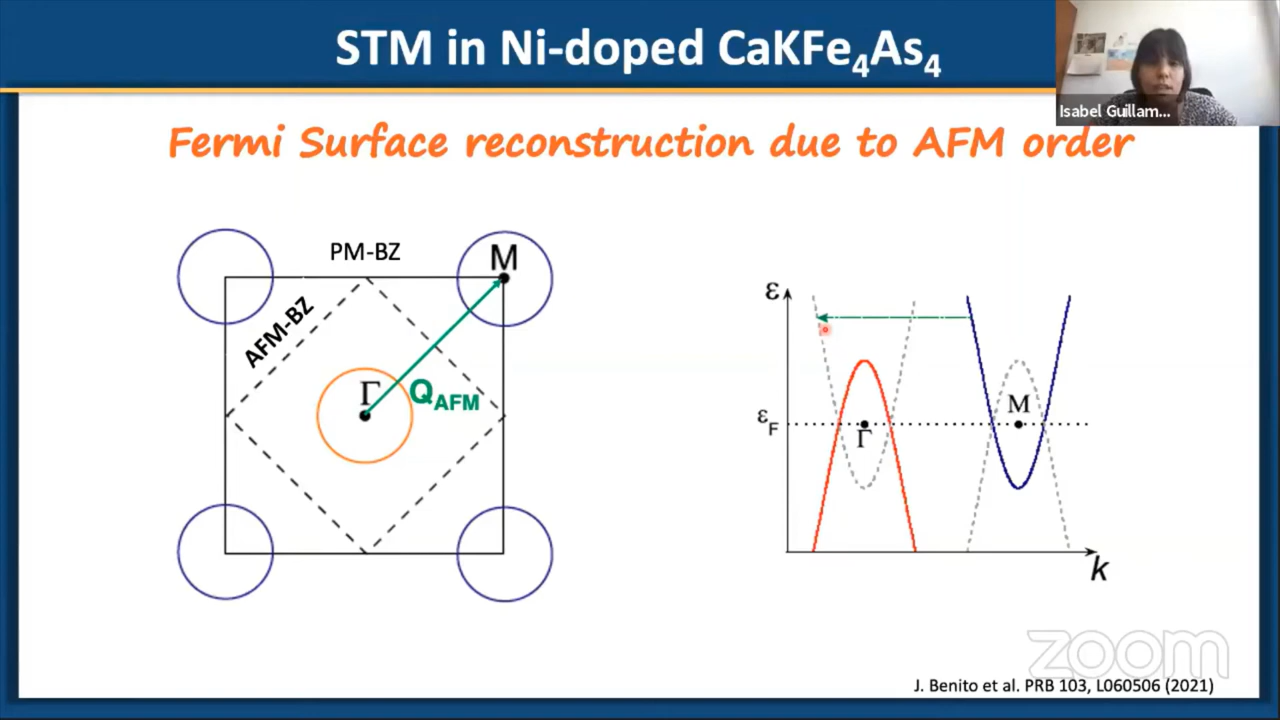 STM in Ni-doped CaKFe₄As₄
Isabel Guillam...
Fermi Surface reconstruction due to AFM order
PM-BZ
M
AFM-BZ
Γ
Q_AFM
ε
ε_F
Γ
M
k
zoom
J. Benito et al. PRB 103, L060506 (2021)